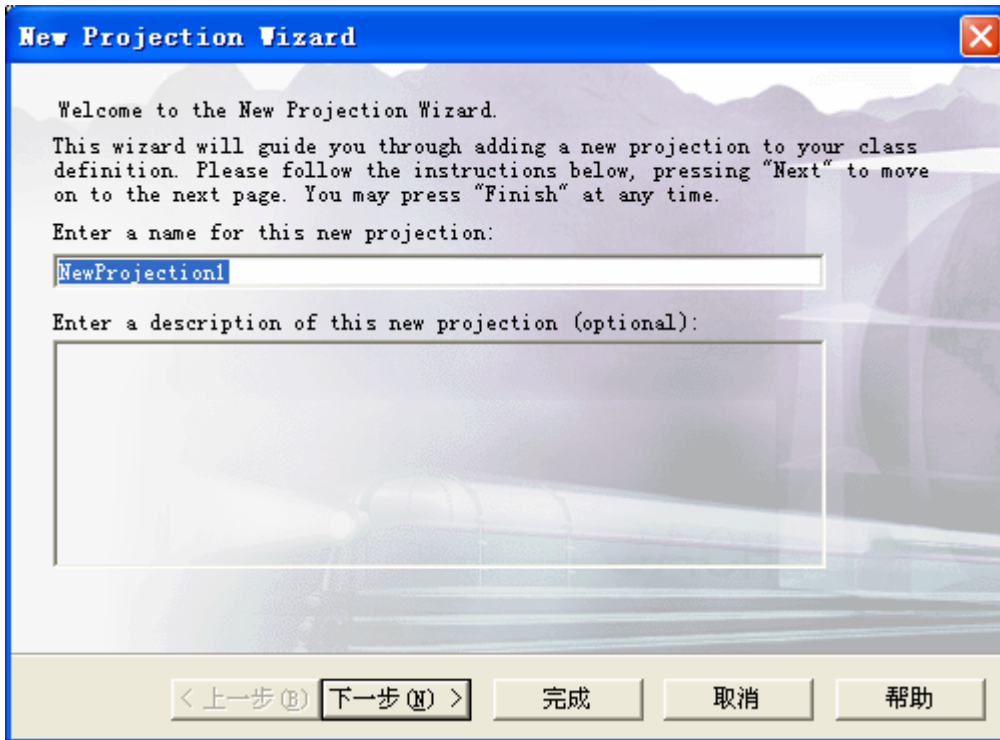 New Projection Wizard
Welcome to the New Projection Wizard.
This wizard will guide you through adding a new projection to your class
definition. Please follow the instructions below, pressing "Next" to move
on to the next page. You may press "Finish" at any time.
Enter a name for this new projection:
NewProjection1
Enter a description of this new projection (optional):
< 上一步(B) 下一步(N) > 完成 取消 帮助